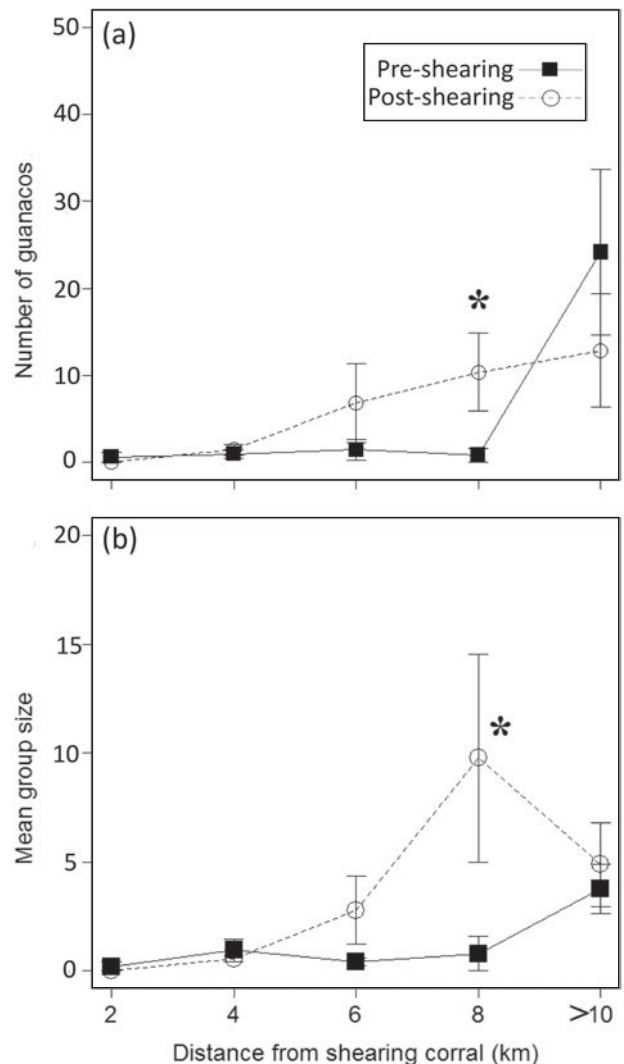 (a)
50
40
30
20
10
0
Number of guanacos
Pre-shearing
Post-shearing
*
(b)
20
15
10
5
0
Mean group size
*
2 4 6 8 >10
Distance from shearing corral (km)